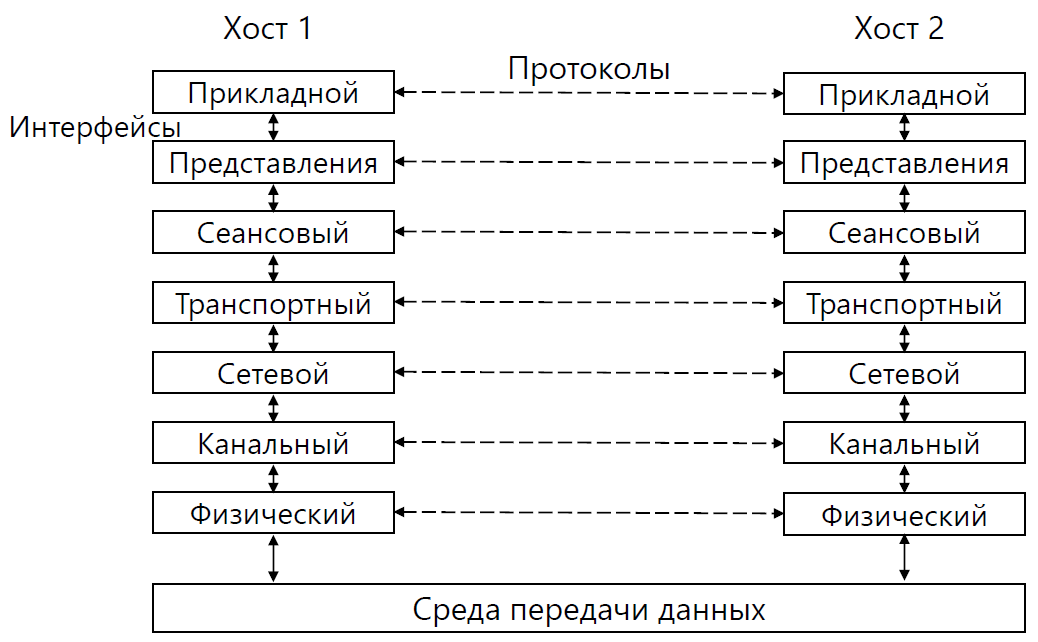 Хост 1
Хост 2
Протоколы
Прикладной
Прикладной
Интерфейсы
Представления
Представления
Сеансовый
Сеансовый
Транспортный
Транспортный
Сетевой
Сетевой
Канальный
Канальный
Физический
Физический
Среда передачи данных